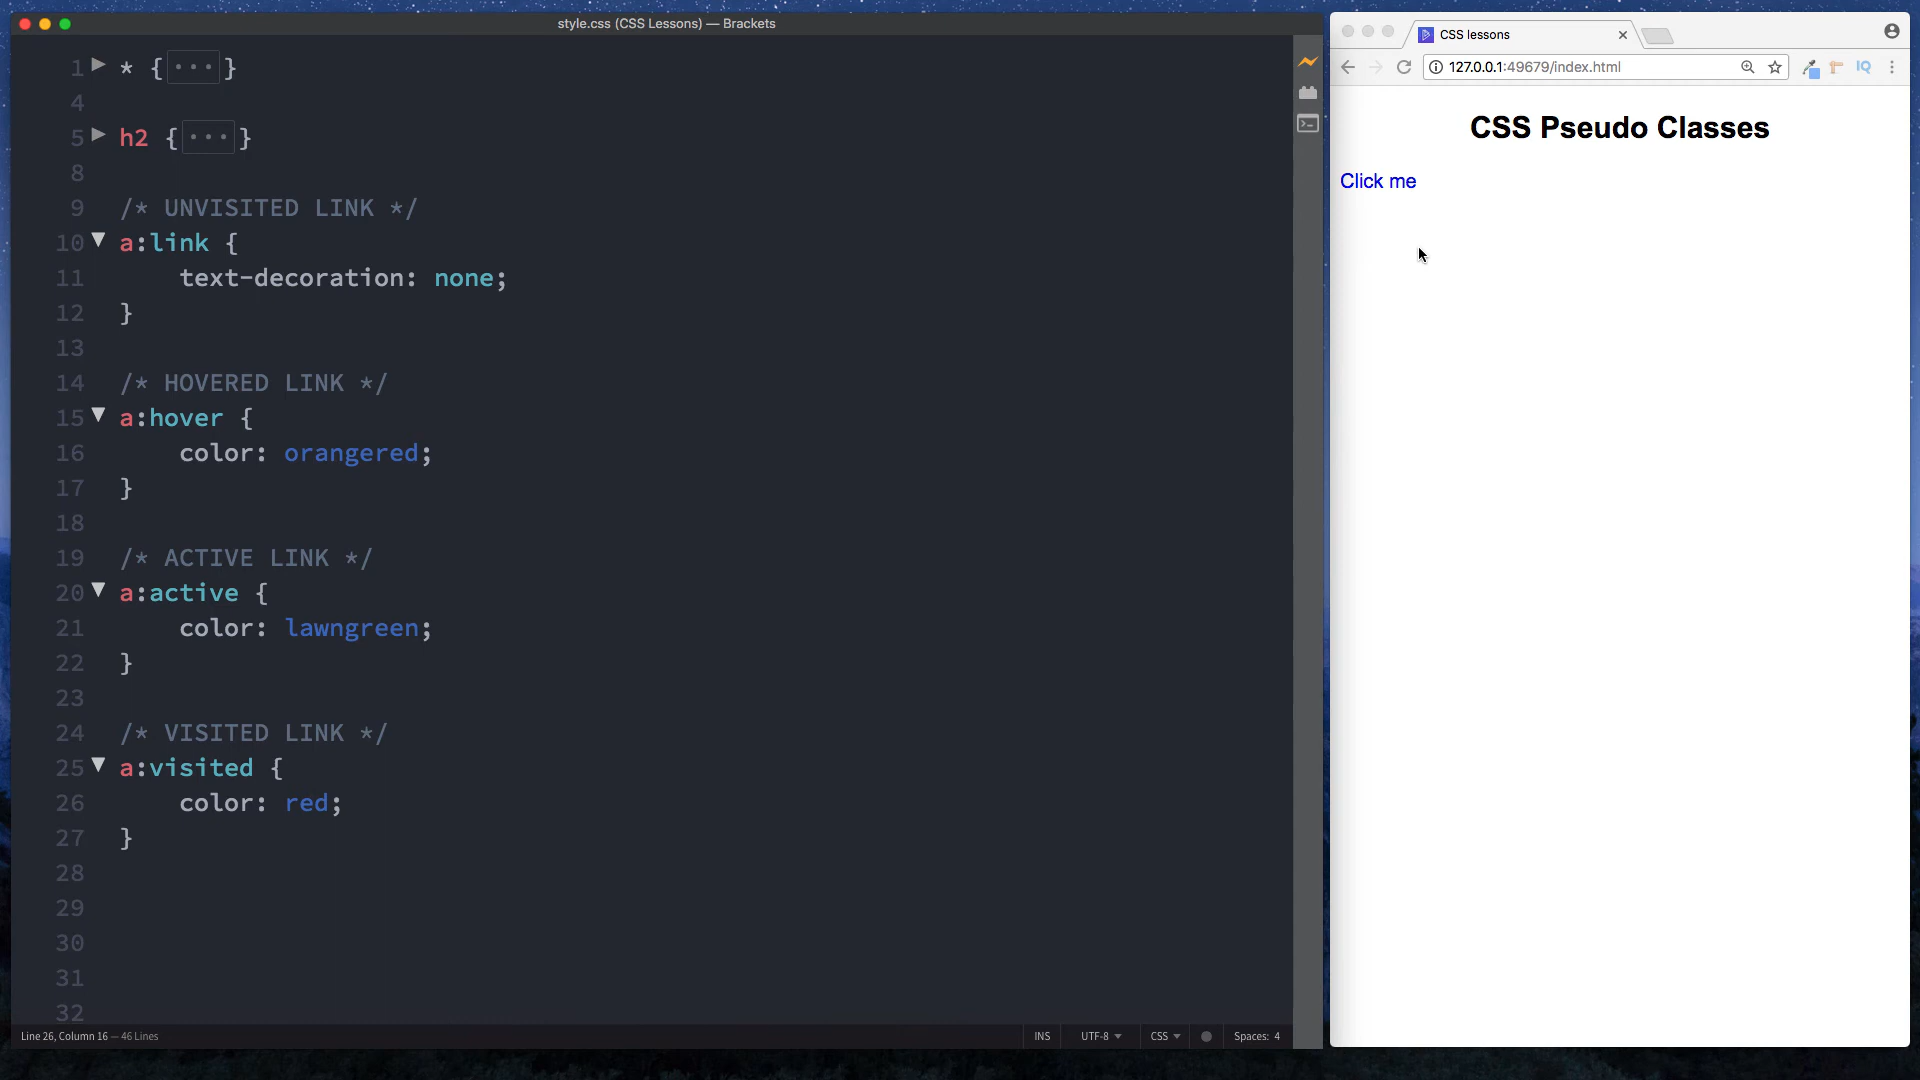 style.css (CSS Lessons) — Brackets
1 * {...}
4
5 h2 {...}
8
9 /* UNVISITED LINK */
10 a:link {
11 text-decoration: none;
12 }
13
14 /* HOVERED LINK */
15 a:hover {
16 color: orangered;
17 }
18
19 /* ACTIVE LINK */
20 a:active {
21 color: lawngreen;
22 }
23
24 /* VISITED LINK */
25 a:visited {
26 color: red;
27 }
28
29
30
31
32
Line 26, Column 16 — 46 Lines
INS UTF-8 CSS Spaces: 4
CSS lessons
127.0.0.1:49679/index.html
IQ
CSS Pseudo Classes
Click me